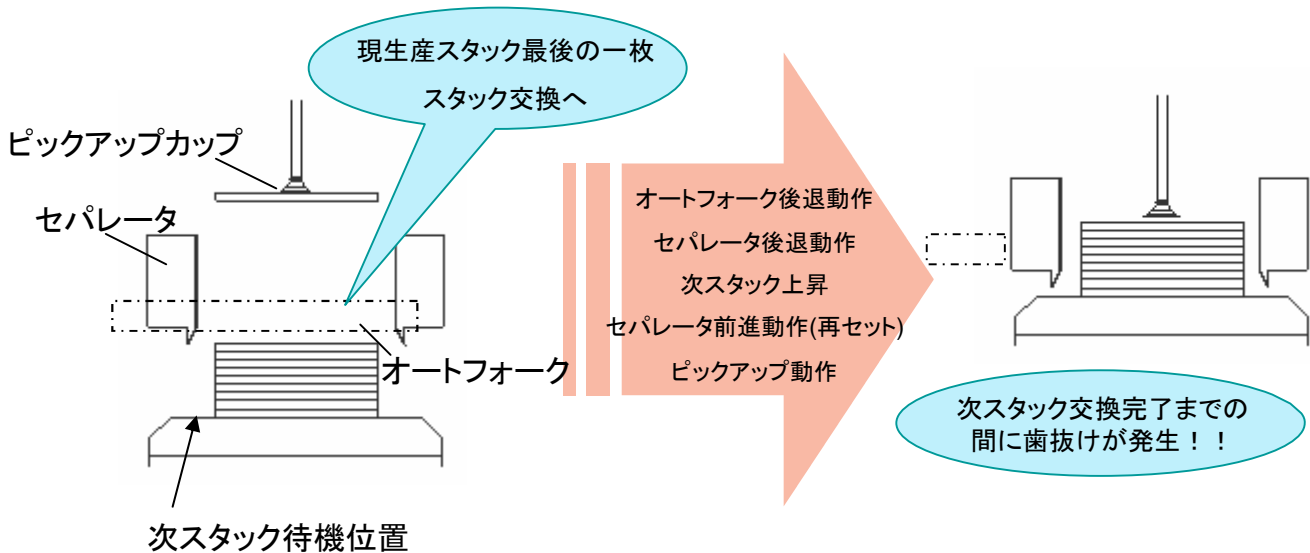 現生産スタック最後の一枚
スタック交換へ
ピックアップカップ
セパレータ
オートフォーク
次スタック待機位置
オートフォーク後退動作
セパレータ後退動作
次スタック上昇
セパレータ前進動作(再セット)
ピックアップ動作
次スタック交換完了までの
間に歯抜けが発生！！